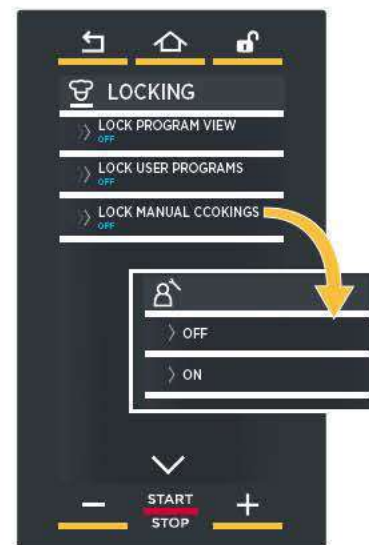 LOCKING
LOCK PROGRAM VIEW
OFF
LOCK USER PROGRAMS
OFF
LOCK MANUAL CCOKINGS
OFF
OFF
ON
START
STOP